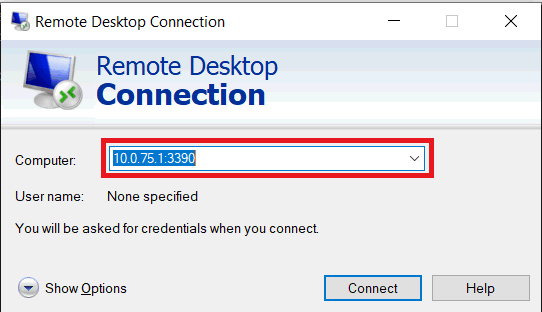 Remote Desktop Connection
Remote Desktop
Connection
Computer: 10.0.75.1:3390
User name: None specified
You will be asked for credentials when you connect.
Show Options Connect Help